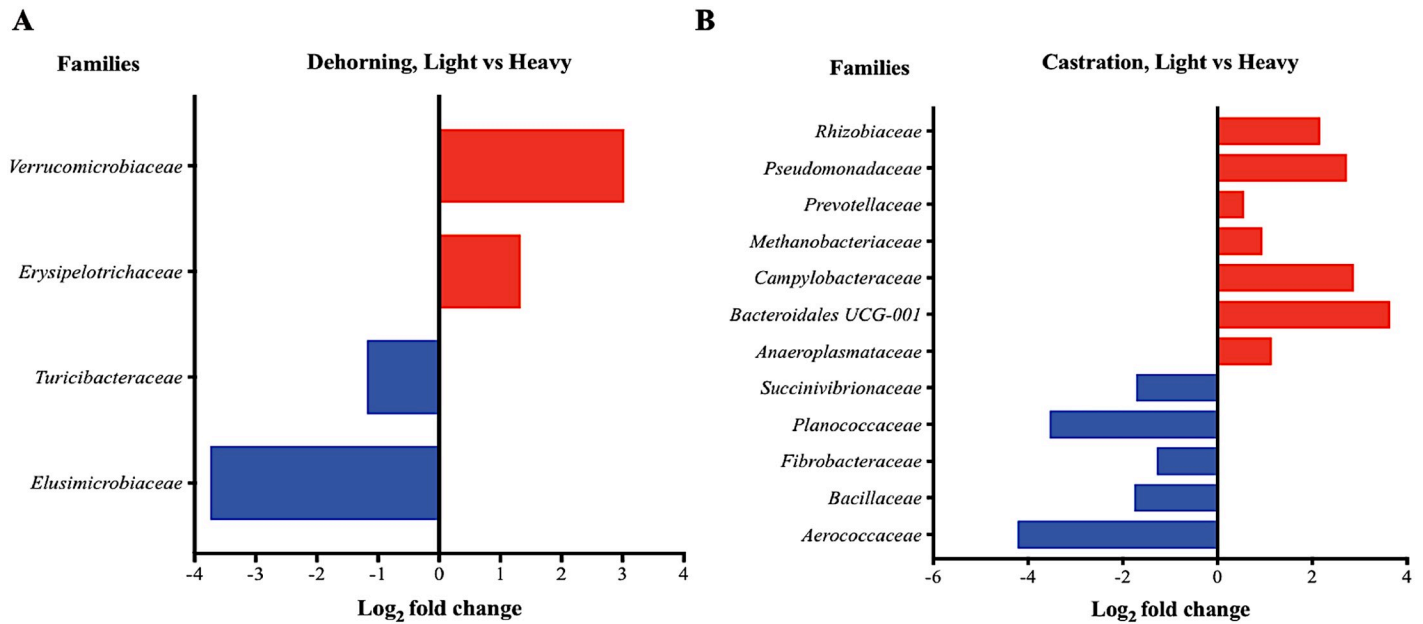 A
Families
Dehorning, Light vs Heavy
Verrucomicrobiaceae
Erysipelotrichaceae
Turicibacteraceae
Elusimicrobiaceae
-4 -3 -2 -1 0 1 2 3 4
Log2 fold change
B
Families
Castration, Light vs Heavy
Rhizobiaceae
Pseudomonadaceae
Prevotellaceae
Methanobacteriaceae
Campylobacteraceae
Bacteroidales UCG-001
Anaeroplasmataceae
Succinivibrionaceae
Planococcaceae
Fibrobacteraceae
Bacillaceae
Aerococcaceae
-6 -4 -2 0 2 4
Log2 fold change